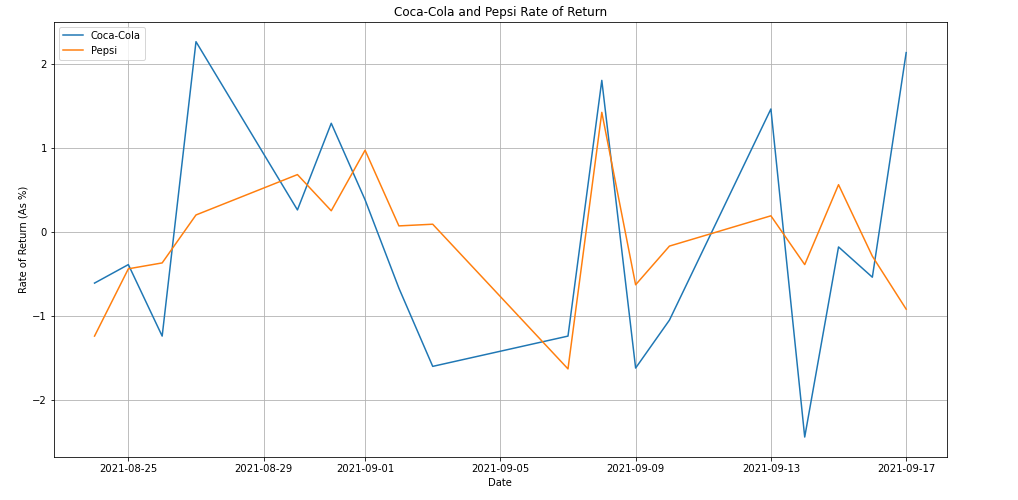 Coca-Cola and Pepsi Rate of Return
Coca-Cola
Pepsi
Rate of Return (As %)
2
1
0
−1
−2
2021-08-25 2021-08-29 2021-09-01 2021-09-05 2021-09-09 2021-09-13 2021-09-17
Date